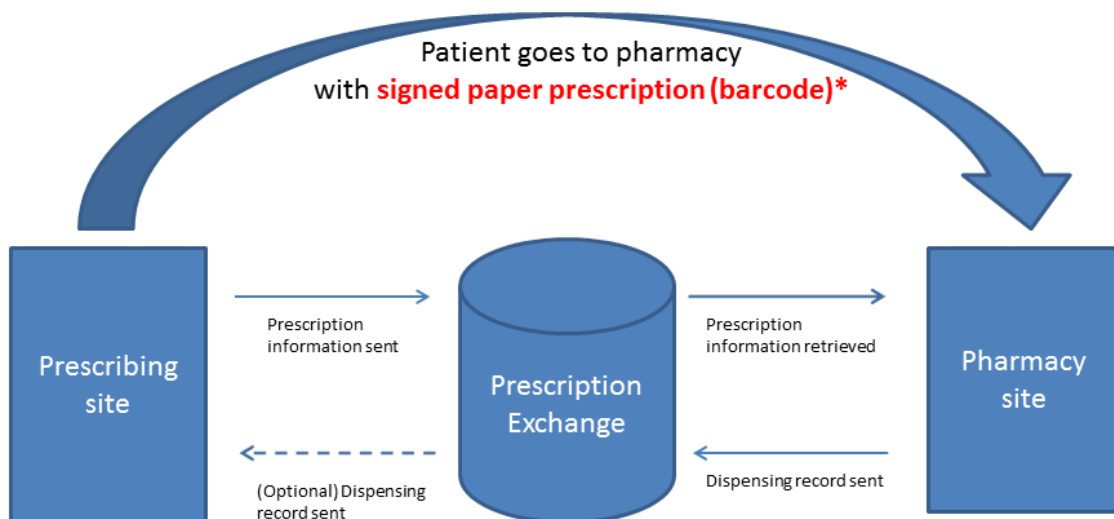 Patient goes to pharmacy
with signed paper prescription (barcode)*
Prescribing
site
Prescription
information sent
(Optional) Dispensing
record sent
Prescription
Exchange
Prescription
information retrieved
Dispensing record sent
Pharmacy
site